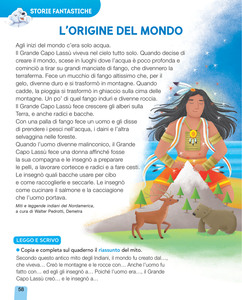 STORIE FANTASTICHE
L'ORIGINE DEL MONDO
Agli inizi del mondo c'era solo acqua.
Il Grande Capo Lassù viveva nel cielo tutto solo. Quando decise di
creare il mondo, scese in luoghi dove l'acqua è poco profonda e
cominciò a tirar su grandi manciate di fango, che divennero la
terraferma. Fece un mucchio di fango altissimo che, per il
gelo, divenne duro e si trasformò in montagne. Quando
cadde, la pioggia si trasformò in ghiaccio sulla cima delle
montagne. Un po' di quel fango indurì e divenne roccia.
Il Grande Capo Lassù fece crescere gli alberi sulla
Terra, e anche radici e bacche.
Con una palla di fango fece un uomo e gli disse
di prendere i pesci nell'acqua, i daini e l'altra
selvaggina nelle foreste.
Quando l'uomo divenne malinconico, il Grande
Capo Lassù fece una donna affinché fosse
la sua compagna e le insegnò a preparare
le pelli, a lavorare cortecce e radici e a fare cesti.
Le insegnò quali bacche usare per cibo
e come raccoglierle e seccarle. Le insegnò
come cucinare il salmone e la cacciagione
che l'uomo portava.
Miti e leggende indiani del Nordamerica,
a cura di Walter Pedrotti, Demetra
LEGGO E SCRIVO
Copia e completa sul quaderno il riassunto del mito.
Secondo questo antico mito degli Indiani, il mondo fu creato dal...,
che viveva... Creò le montagne e le rocce con... Anche l'uomo fu
fatto con... ed egli gli insegnò a... Poiché l'uomo era..., il Grande
Capo Lassù creò... e le insegnò a...
56